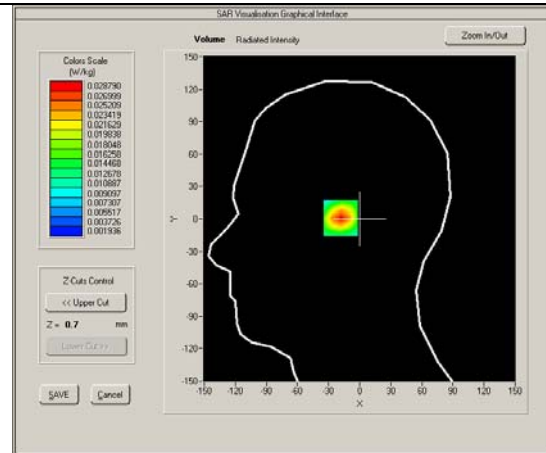 SAR Visualisation Graphical Interface
Volume Radiated Intensity
Zoom In/Out
Colors Scale
(W/kg)
0.028790
0.026999
0.025209
0.023419
0.021629
0.019838
0.018048
0.016258
0.014468
0.012678
0.010887
0.009097
0.007307
0.005517
0.003726
0.001936
150-
120-
90-
60-
30-
Y 0-
-30-
-60-
-90-
-120-
-150-
-150 -120 -90 -60 -30 0 30 60 90 120 150
X
Z Cuts Control
<< Upper Cut
Z = 0.7 mm
Lower Cut >>
SAVE Cancel